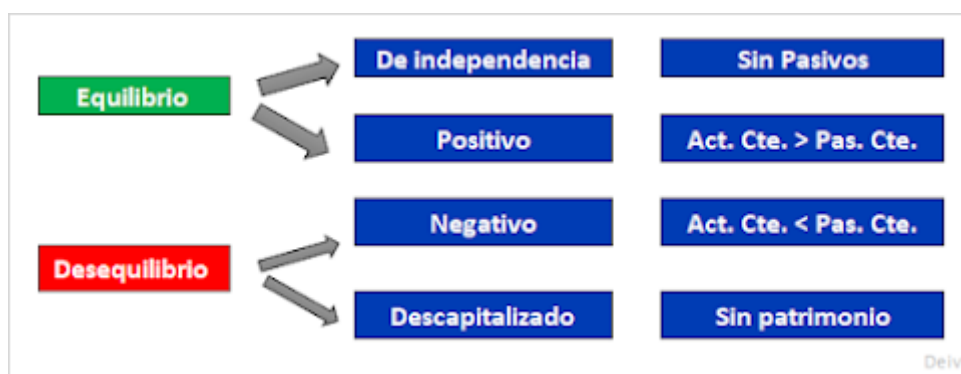 De independencia
Sin Pasivos
Equilibrio
Positivo
Act. Cte. > Pas. Cte.
Negativo
Act. Cte. < Pas. Cte.
Desequilibrio
Descapitalizado
Sin patrimonio
Deiv